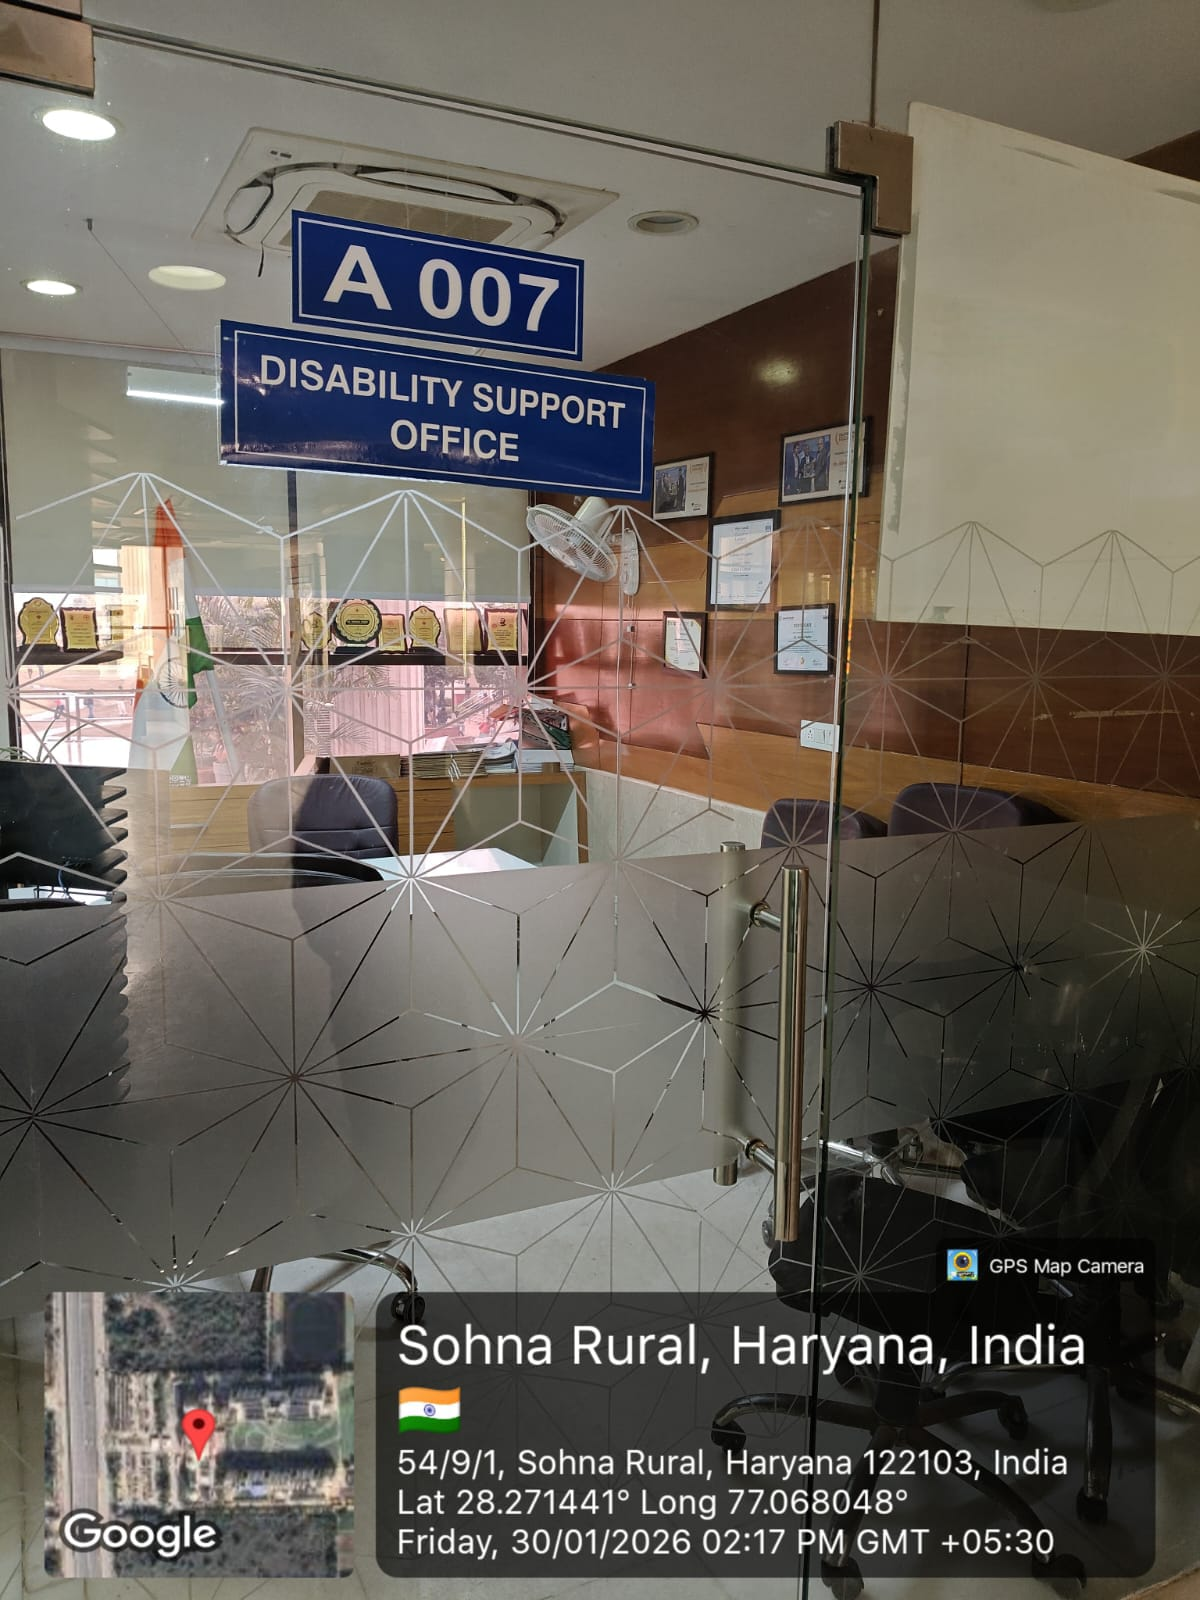 A 007
DISABILITY SUPPORT
OFFICE
GPS Map Camera
Sohna Rural, Haryana, India
54/9/1, Sohna Rural, Haryana 122103, India
Lat 28.271441° Long 77.068048°
Friday, 30/01/2026 02:17 PM GMT +05:30
Google